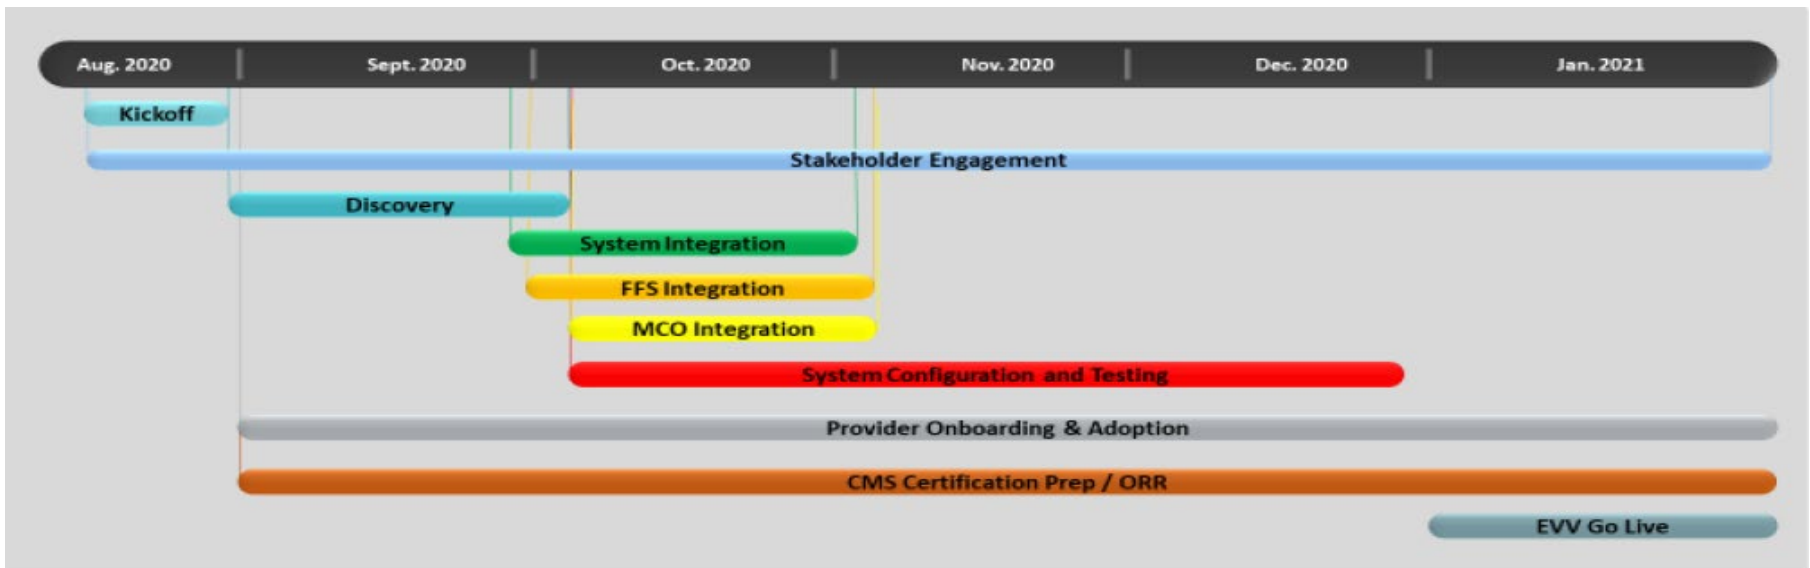 Aug. 2020 Sept. 2020 Oct. 2020 Nov. 2020 Dec. 2020 Jan. 2021
Kickoff
Stakeholder Engagement
Discovery
System Integration
FFS Integration
MCO Integration
System Configuration and Testing
Provider Onboarding & Adoption
CMS Certification Prep / ORR
EVV Go Live